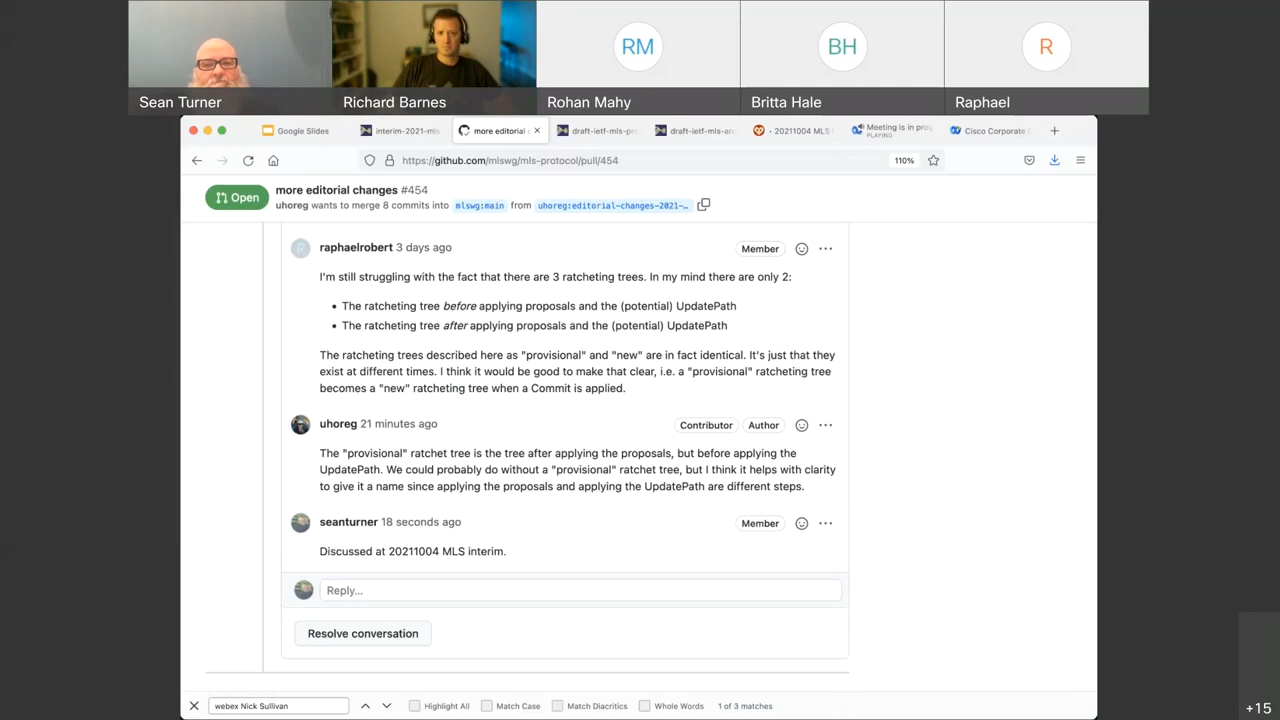 RM
BH
R
Sean Turner
Richard Barnes
Rohan Mahy
Britta Hale
Raphael
Google Slides
interim-2021-mls
more editorial
draft-ietf-mls-pro
draft-ietf-mls-arc
• 20211004 MLS
Meeting is in prog
PLAYING
Cisco Corporate
https://github.com/mlswg/mls-protocol/pull/454
110%
Open
more editorial changes #454
uhoreg wants to merge 8 commits into mlswg:main from uhoreg:editorial-changes-2021-…
raphaelrobert 3 days ago
Member
I'm still struggling with the fact that there are 3 ratcheting trees. In my mind there are only 2:
• The ratcheting tree before applying proposals and the (potential) UpdatePath
• The ratcheting tree after applying proposals and the (potential) UpdatePath
The ratcheting trees described here as "provisional" and "new" are in fact identical. It's just that they
exist at different times. I think it would be good to make that clear, i.e. a "provisional" ratcheting tree
becomes a "new" ratcheting tree when a Commit is applied.
uhoreg 21 minutes ago
Contributor
Author
The "provisional" ratchet tree is the tree after applying the proposals, but before applying the
UpdatePath. We could probably do without a "provisional" ratchet tree, but I think it helps with clarity
to give it a name since applying the proposals and applying the UpdatePath are different steps.
seanturner 18 seconds ago
Member
Discussed at 20211004 MLS interim.
Reply...
Resolve conversation
webex Nick Sullivan
Highlight All
Match Case
Match Diacritics
Whole Words
1 of 3 matches
+15